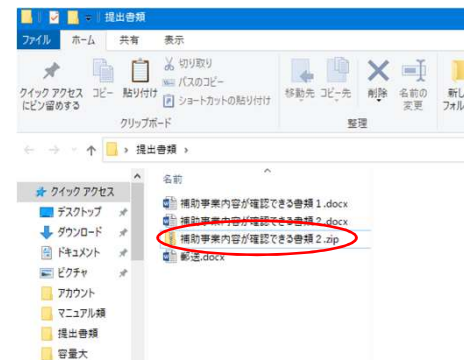 提出書類
ファイル ホーム 共有 表示
クイック アクセス
にピン留めする
コピー
貼り付け
切り取り
パスのコピー
ショートカットの貼り付け
クリップボード
移動先
コピー先
削除
名前の
変更
整理
新し
フォル
提出書類
クイック アクセス
デスクトップ
ダウンロード
ドキュメント
ピクチャ
アカウント
マニュアル類
提出書類
容量大
名前
補助事業内容が確認できる書類1.docx
補助事業内容が確認できる書類2.docx
補助事業内容が確認できる書類2.zip
郵送.docx